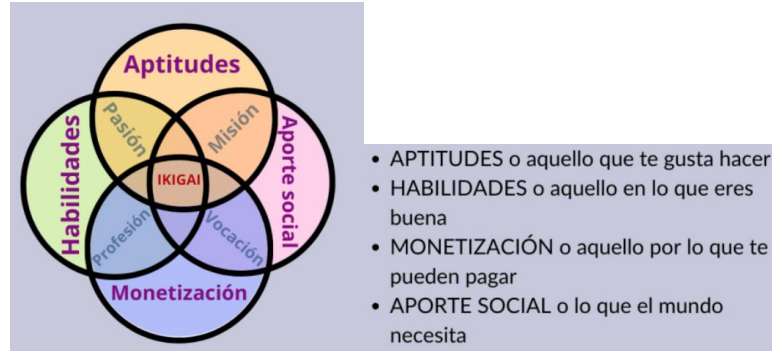 Aptitudes
Pasión
Misión
Habilidades
IKIGAI
Aporte social
Profesión
Vocación
Monetización
• APTITUDES o aquello que te gusta hacer
• HABILIDADES o aquello en lo que eres
buena
• MONETIZACIÓN o aquello por lo que te
pueden pagar
• APORTE SOCIAL o lo que el mundo
necesita